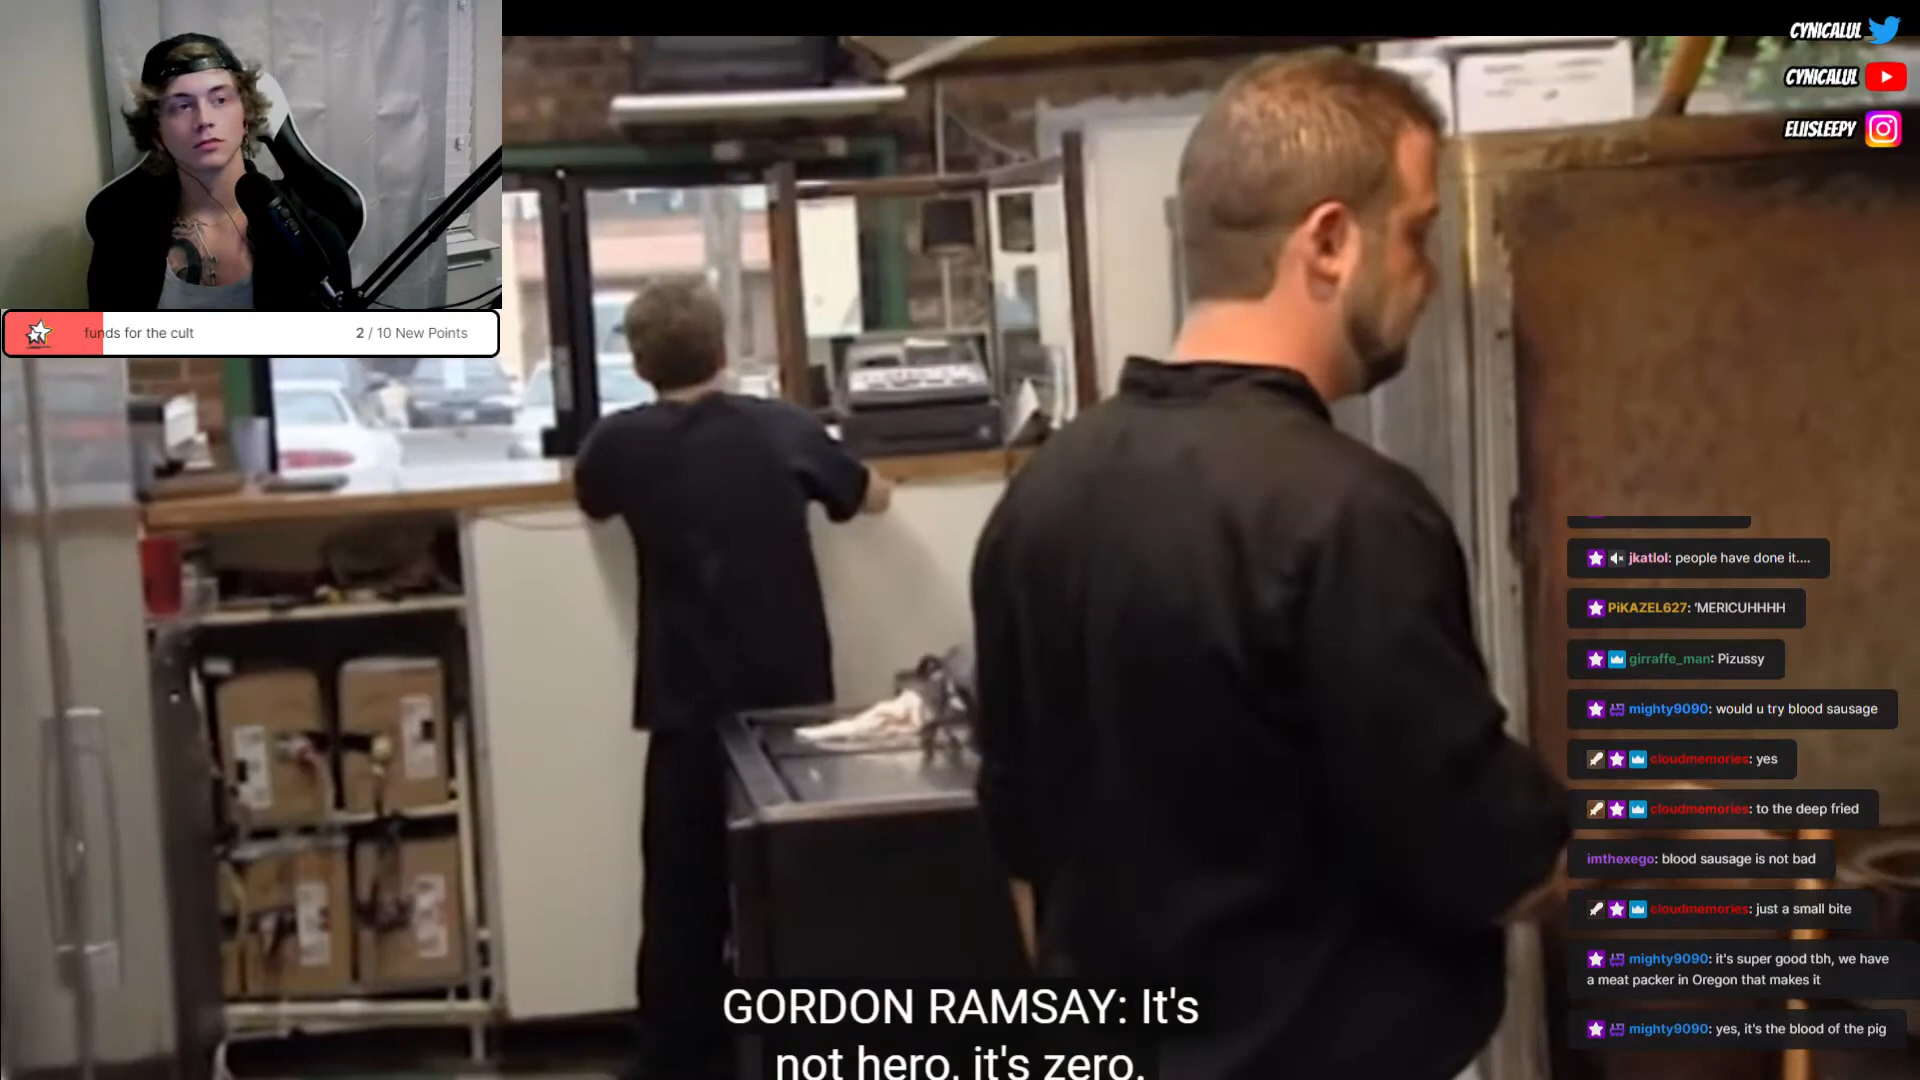 CYNICALUL
CYNICALUL
ELIISLEEPY
funds for the cult
2 / 10 New Points
jkatlol: people have done it....
PiKAZEL627: 'MERICUHHHH
girraffe_man: Pizussy
mighty9090: would u try blood sausage
cloudmemories: yes
cloudmemories: to the deep fried
imthexego: blood sausage is not bad
cloudmemories: just a small bite
mighty9090: it's super good tbh, we have
a meat packer in Oregon that makes it
mighty9090: yes, it's the blood of the pig
GORDON RAMSAY: It's
not hero, it's zero.